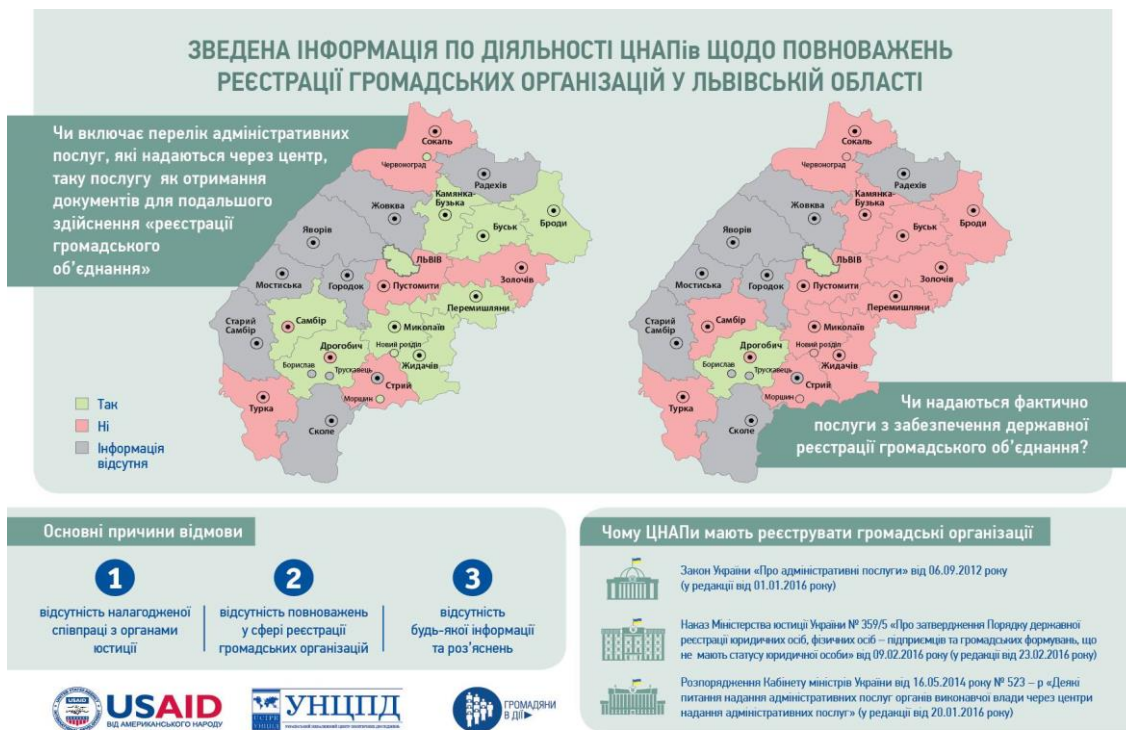 ЗВЕДЕНА ІНФОРМАЦІЯ ПО ДІЯЛЬНОСТІ ЦНАПів ЩОДО ПОВНОВАЖЕНЬ
РЕЄСТРАЦІЇ ГРОМАДСЬКИХ ОРГАНІЗАЦІЙ У ЛЬВІВСЬКІЙ ОБЛАСТІ
Чи включає перелік адміністративних
послуг, які надаються через центр,
таку послугу як отримання
документів для подальшого
здійснення «реєстрації
громадського
об’єднання»
Сокаль
Червоноград
Радехів
Камянка-
Бузька
Жовква
Броди
Буськ
Яворів
ЛЬВІВ
Золочів
Мостиська
Городок
Пустомити
Перемишляни
Старий
Самбір
Самбір
Миколаїв
Дрогобич
Новий розділ
Жидачів
Борислав
Трускавець
Стрий
Моршин
Турка
Сколе
Так
Ні
Інформація
відсутня
Сокаль
Червоноград
Радехів
Камянка-
Бузька
Жовква
Броди
Буськ
Яворів
ЛЬВІВ
Золочів
Мостиська
Городок
Пустомити
Перемишляни
Старий
Самбір
Самбір
Миколаїв
Дрогобич
Новий розділ
Жидачів
Борислав
Трускавець
Стрий
Моршин
Турка
Сколе
Чи надаються фактично
послуги з забезпечення державної
реєстрації громадського об’єднання?
Основні причини відмови
1
відсутність налагодженої
співпраці з органами
юстиції
2
відсутність повноважень
у сфері реєстрації
громадських організацій
3
відсутність
будь-якої інформації
та роз’яснень
Чому ЦНАПи мають реєструвати громадські організації
Закон України «Про адміністративні послуги» від 06.09.2012 року
(у редакції від 01.01.2016 року)
Наказ Міністерства юстиції України № 359/5 «Про затвердження Порядку державної
реєстрації юридичних осіб, фізичних осіб – підприємців та громадських формувань, що
не мають статусу юридичної особи» від 09.02.2016 року (у редакції від 23.02.2016 року)
Розпорядження Кабінету міністрів України від 16.05.2014 року № 523 – р «Деякі
питання надання адміністративних послуг органів виконавчої влади через центри
надання адміністративних послуг» (у редакції від 20.01.2016 року)
USAID
USAID
ВІД АМЕРИКАНСЬКОГО НАРОДУ
УНЦПД
ГРОМАДЯНИ
В ДІЇ